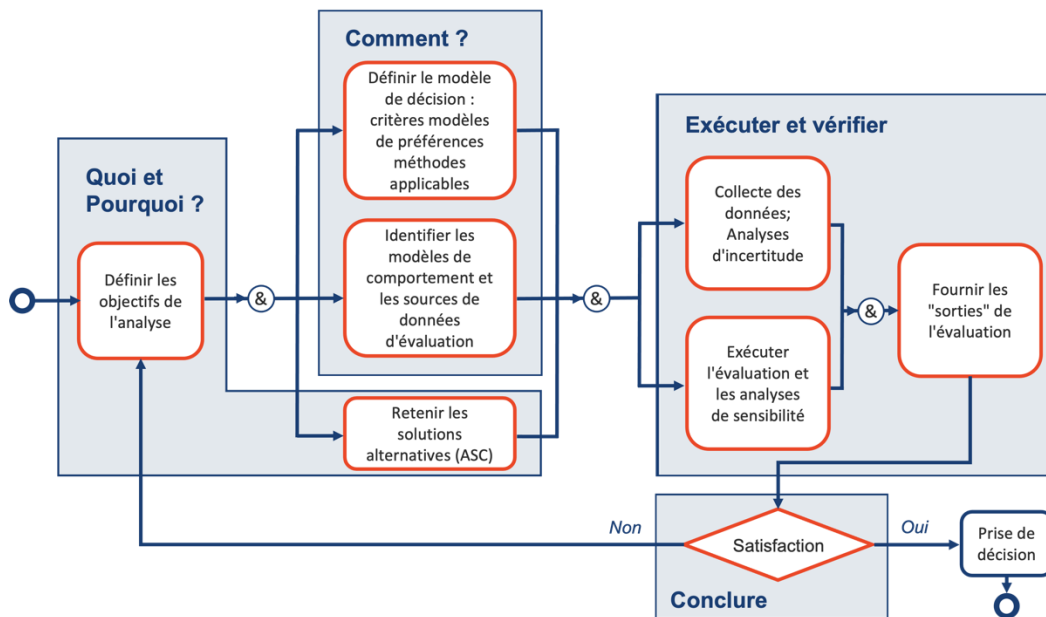 Comment ?
Définir le modèle
de décision :
critères modèles
de préférences
méthodes
applicables
Quoi et
Pourquoi ?
Définir les
objectifs de
l'analyse
&
Identifier les
modèles de
comportement et
les sources de
données
d'évaluation
Retenir les
solutions
alternatives (ASC)
&
Exécuter et vérifier
Collecte des
données;
Analyses
d'incertitude
Exécuter
l'évaluation et
les analyses
de sensibilité
&
Fournir les
"sorties" de
l'évaluation
Non
Satisfaction
Oui
Prise de
décision
Conclure